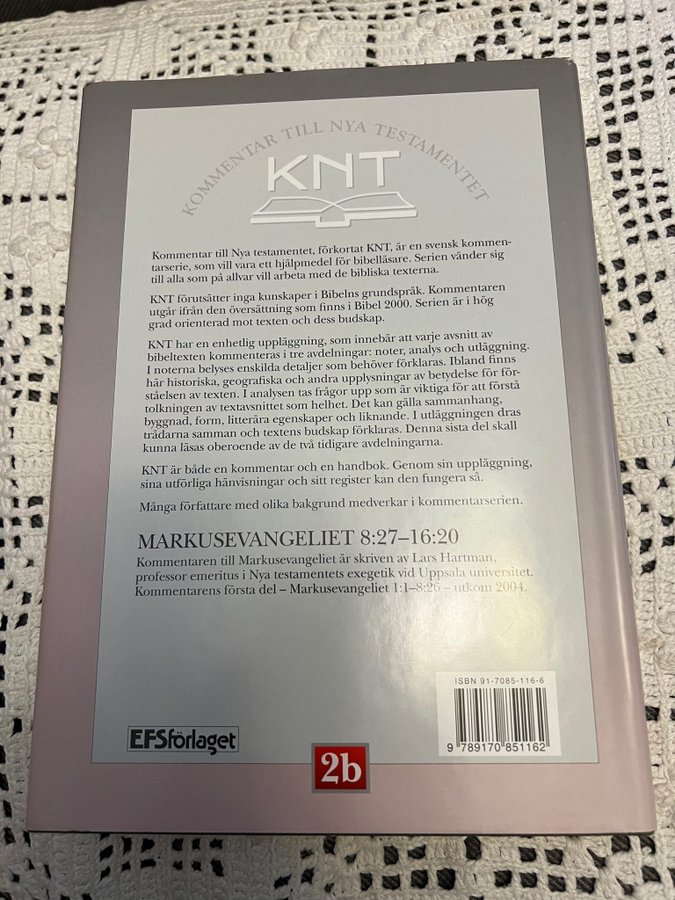 KOMMENTAR TILL NYA TESTAMENTET
KNT
Kommentar till Nya testamentet, förkortat KNT, är en svensk kommen-
tarserie, som vill vara ett hjälpmedel för bibelläsare. Serien vänder sig
till alla som på allvar vill arbeta med de bibliska texterna.
KNT förutsätter inga kunskaper i Bibelns grundspråk. Kommentaren
utgår ifrån den översättning som finns i Bibel 2000. Serien är i hög
grad orienterad mot texten och dess budskap.
KNT har en enhetlig uppläggning, som innebär att varje avsnitt av
bibeltexten kommenteras i tre avdelningar: noter, analys och utläggning.
I noterna belyses enskilda detaljer som behöver förklaras. Ibland finns
här historiska, geografiska och andra upplysningar av betydelse för för-
ståelsen av texten. I analysen tas frågor upp som är viktiga för att förstå
tolkningen av textavsnittet som helhet. Det kan gälla sammanhang,
byggnad, form, litterära egenskaper och liknande. I utläggningen dras
trådarna samman och textens budskap förklaras. Denna sista del skall
kunna läsas oberoende av de två tidigare avdelningarna.
KNT är både en kommentar och en handbok. Genom sin uppläggning,
sina utförliga hänvisningar och sitt register kan den fungera så.
Många författare med olika bakgrund medverkar i kommentarserien.
MARKUSEVANGELIET 8:27–16:20
Kommentaren till Markusevangeliet är skriven av Lars Hartman,
professor emeritus i Nya testamentets exegetik vid Uppsala universitet.
Kommentarens första del – Markusevangeliet 1:1–8:26 – utkom 2004.
ISBN 91-7085-116-6
9 789170 851162
EFSförlaget
2b